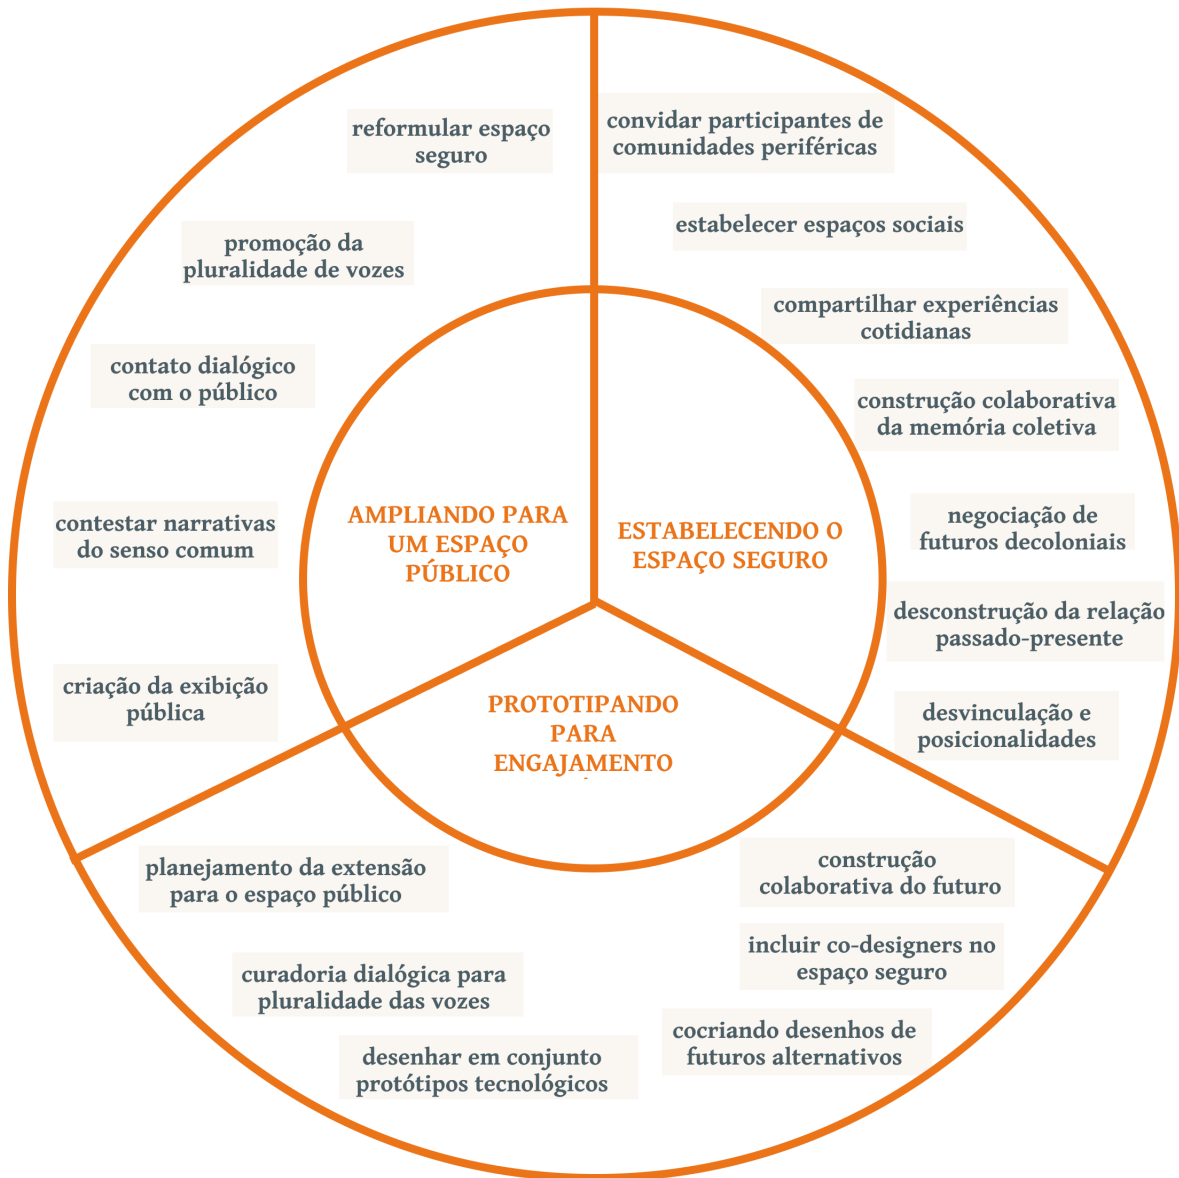 convidar participantes de
comunidades periféricas
estabelecer espaços sociais
compartilhar experiências
cotidianas
construção colaborativa
da memória coletiva
negociação de
futuros decoloniais
desconstrução da relação
passado-presente
desvinculação e
posicionalidades
construção
colaborativa do futuro
incluir co-designers no
espaço seguro
cocriando desenhos de
futuros alternativos
desenhar em conjunto
protótipos tecnológicos
curadoria dialógica para
pluralidade das vozes
planejamento da extensão
para o espaço público
criação da exibição
pública
contestar narrativas
do senso comum
contato dialógico
com o público
promoção da
pluralidade de vozes
reformular espaço
seguro
ESTABELECENDO O
ESPAÇO SEGURO
PROTOTIPANDO
PARA
ENGAJAMENTO
AMPLIANDO PARA
UM ESPAÇO
PÚBLICO